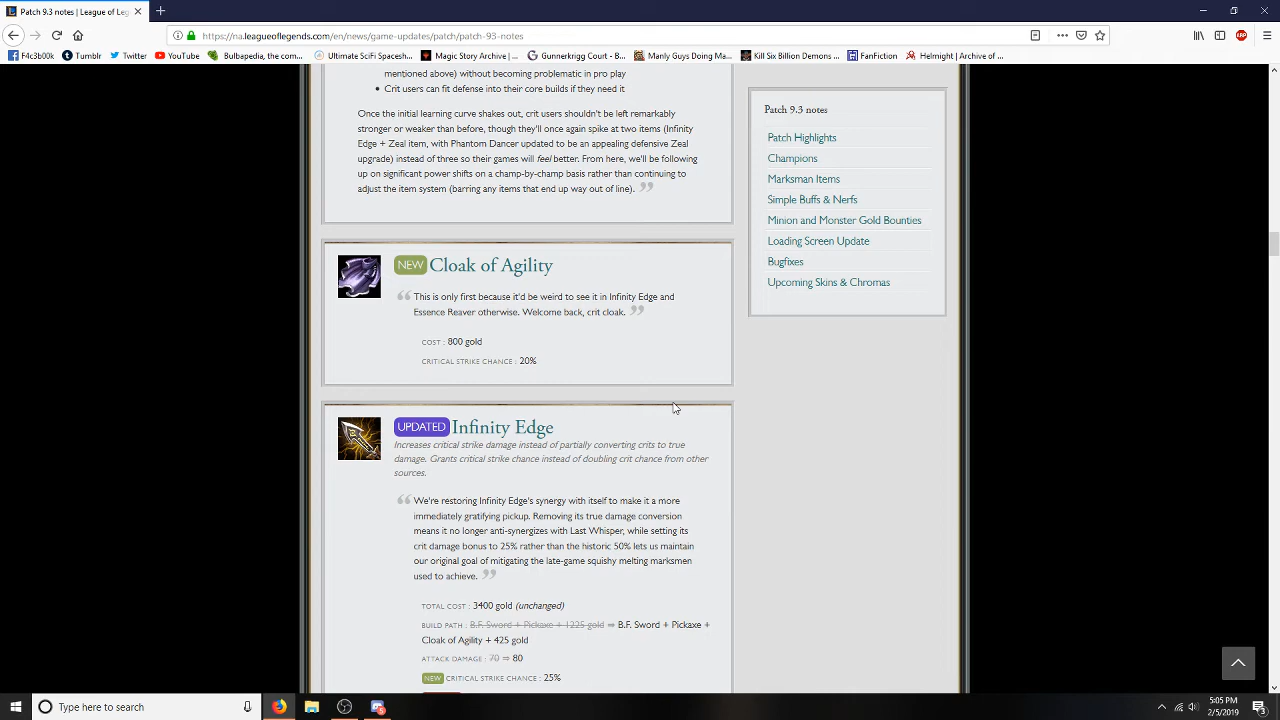 Patch 9.3 notes | League of Leg
https://na.leagueoflegends.com/en/news/game-updates/patch/patch-93-notes
F4c3b00k
Tumblr
Twitter
YouTube
Bulbapedia, the com...
Ultimate SciFi Spacesh...
Magic Story Archive |...
Gunnerkrigg Court - B...
Manly Guys Doing Ma...
Kill Six Billion Demons ...
FanFiction
Helmight | Archive of ...
mentioned above) without becoming problematic in pro play
Crit users can fit defense into their core builds if they need it
Once the initial learning curve shakes out, crit users shouldn't be left remarkably
stronger or weaker than before, though they'll once again spike at two items (Infinity
Edge + Zeal item, with Phantom Dancer updated to be an appealing defensive Zeal
upgrade) instead of three so their games will feel better. From here, we'll be following
up on significant power shifts on a champ-by-champ basis rather than continuing to
adjust the item system (barring any items that end up way out of line).
NEW Cloak of Agility
This is only first because it'd be weird to see it in Infinity Edge and
Essence Reaver otherwise. Welcome back, crit cloak.
COST : 800 gold
CRITICAL STRIKE CHANCE : 20%
UPDATED Infinity Edge
Increases critical strike damage instead of partially converting crits to true
damage. Grants critical strike chance instead of doubling crit chance from other
sources.
We're restoring Infinity Edge's synergy with itself to make it a more
immediately gratifying pickup. Removing its true damage conversion
means it no longer anti-synergizes with Last Whisper, while setting its
crit damage bonus to 25% rather than the historic 50% lets us maintain
our original goal of mitigating the late-game squishy melting marksmen
used to achieve.
TOTAL COST : 3400 gold (unchanged)
BUILD PATH : B.F. Sword + Pickaxe + 1225 gold ⇒ B.F. Sword + Pickaxe +
Cloak of Agility + 425 gold
ATTACK DAMAGE : 70 ⇒ 80
NEW CRITICAL STRIKE CHANCE : 25%
Patch 9.3 notes
Patch Highlights
Champions
Marksman Items
Simple Buffs & Nerfs
Minion and Monster Gold Bounties
Loading Screen Update
Bugfixes
Upcoming Skins & Chromas
Type here to search
5:05 PM
2/5/2019